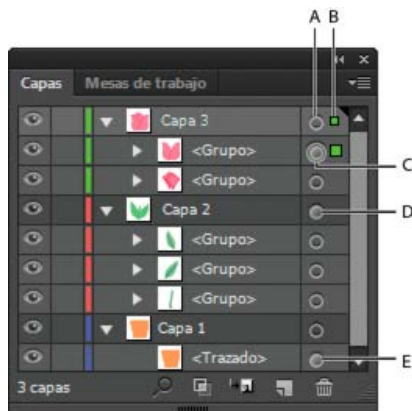 A B
Capas Mesas de trabajo
Capa 3
<Grupo>
C
<Grupo>
Capa 2
D
<Grupo>
<Grupo>
<Grupo>
Capa 1
<Trazado>
E
3 capas